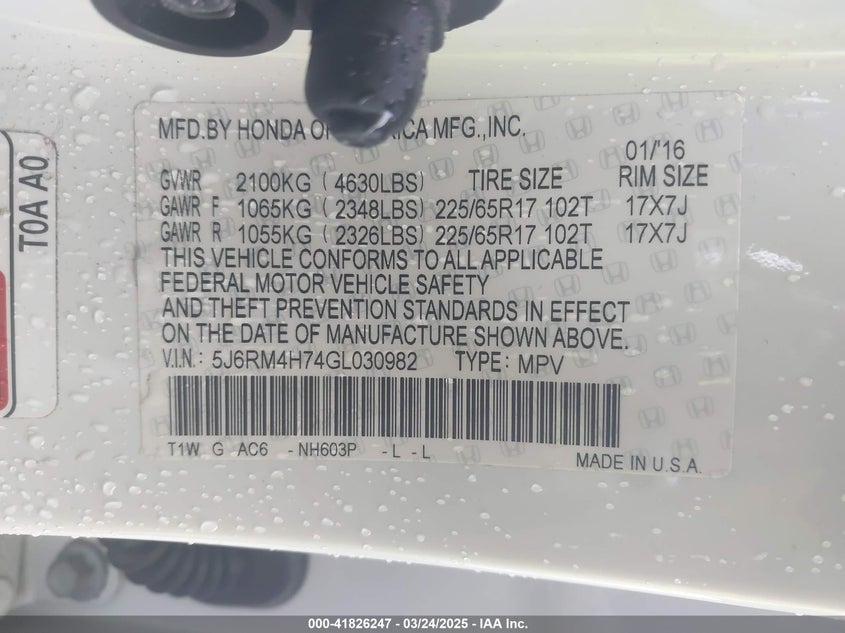 MFD.BY HONDA OF RICA MFG.,INC.
01/'16
GVWR 2100KG (4630LBS) TIRE SIZE RIM SIZE
GAWR F 1065KG (2348LBS) 225/65R17 102T 17X7J
GAWR R 1055KG (2326LBS) 225/65R17 102T 17X7J
THIS VEHICLE CONFORMS TO ALL APPLICABLE
FEDERAL MOTOR VEHICLE SAFETY
AND THEFT PREVENTION STANDARDS IN EFFECT
ON THE DATE OF MANUFACTURE SHOWN ABOVE.
V.I.N.: 5J6RM4H74GL030982 TYPE: MPV
T1W G AC6 -NH603P -L -L
MADE IN U.S.A.
T0A A0
000-41826247 - 03/24/2025 - IAA Inc.